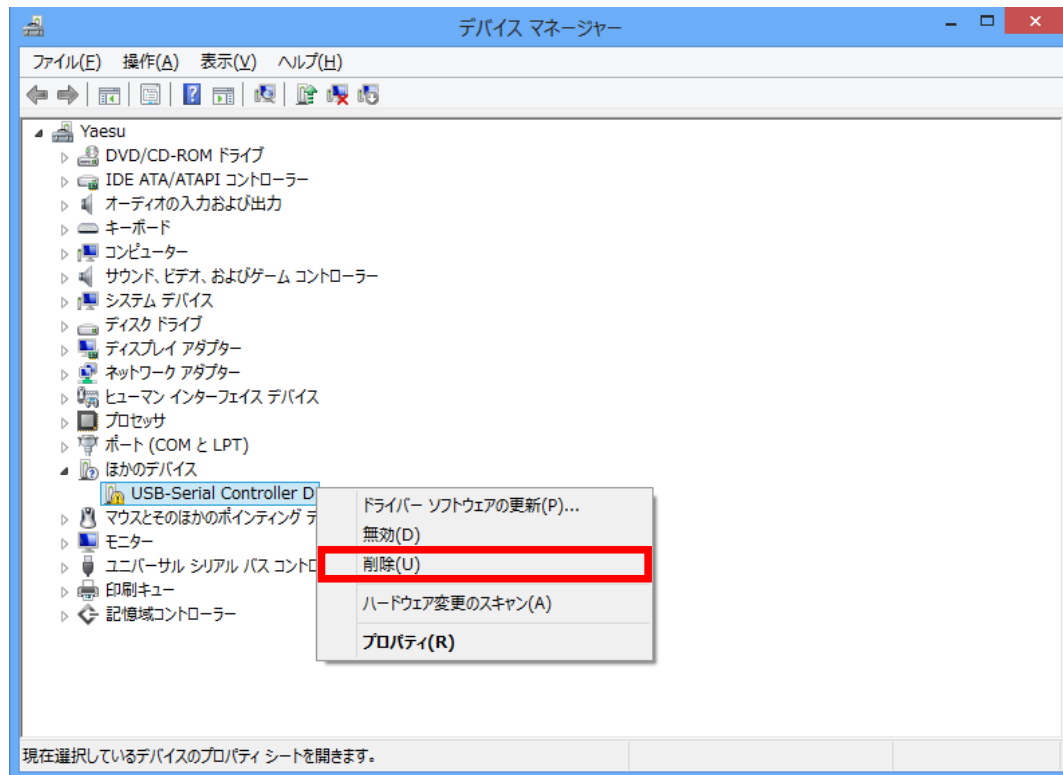 デバイス マネージャー
ファイル(F) 操作(A) 表示(V) ヘルプ(H)
Yaesu
DVD/CD-ROM ドライブ
IDE ATA/ATAPI コントローラー
オーディオの入力および出力
キーボード
コンピューター
サウンド、ビデオ、およびゲーム コントローラー
システム デバイス
ディスク ドライブ
ディスプレイ アダプター
ネットワーク アダプター
ヒューマン インターフェイス デバイス
プロセッサ
ポート (COM と LPT)
ほかのデバイス
USB-Serial Controller D
マウスとそのほかのポインティング デ
モニター
ユニバーサル シリアル バス コントロ
印刷キュー
記憶域コントローラー
ドライバー ソフトウェアの更新(P)...
無効(D)
削除(U)
ハードウェア変更のスキャン(A)
プロパティ(R)
現在選択しているデバイスのプロパティ シートを開きます。